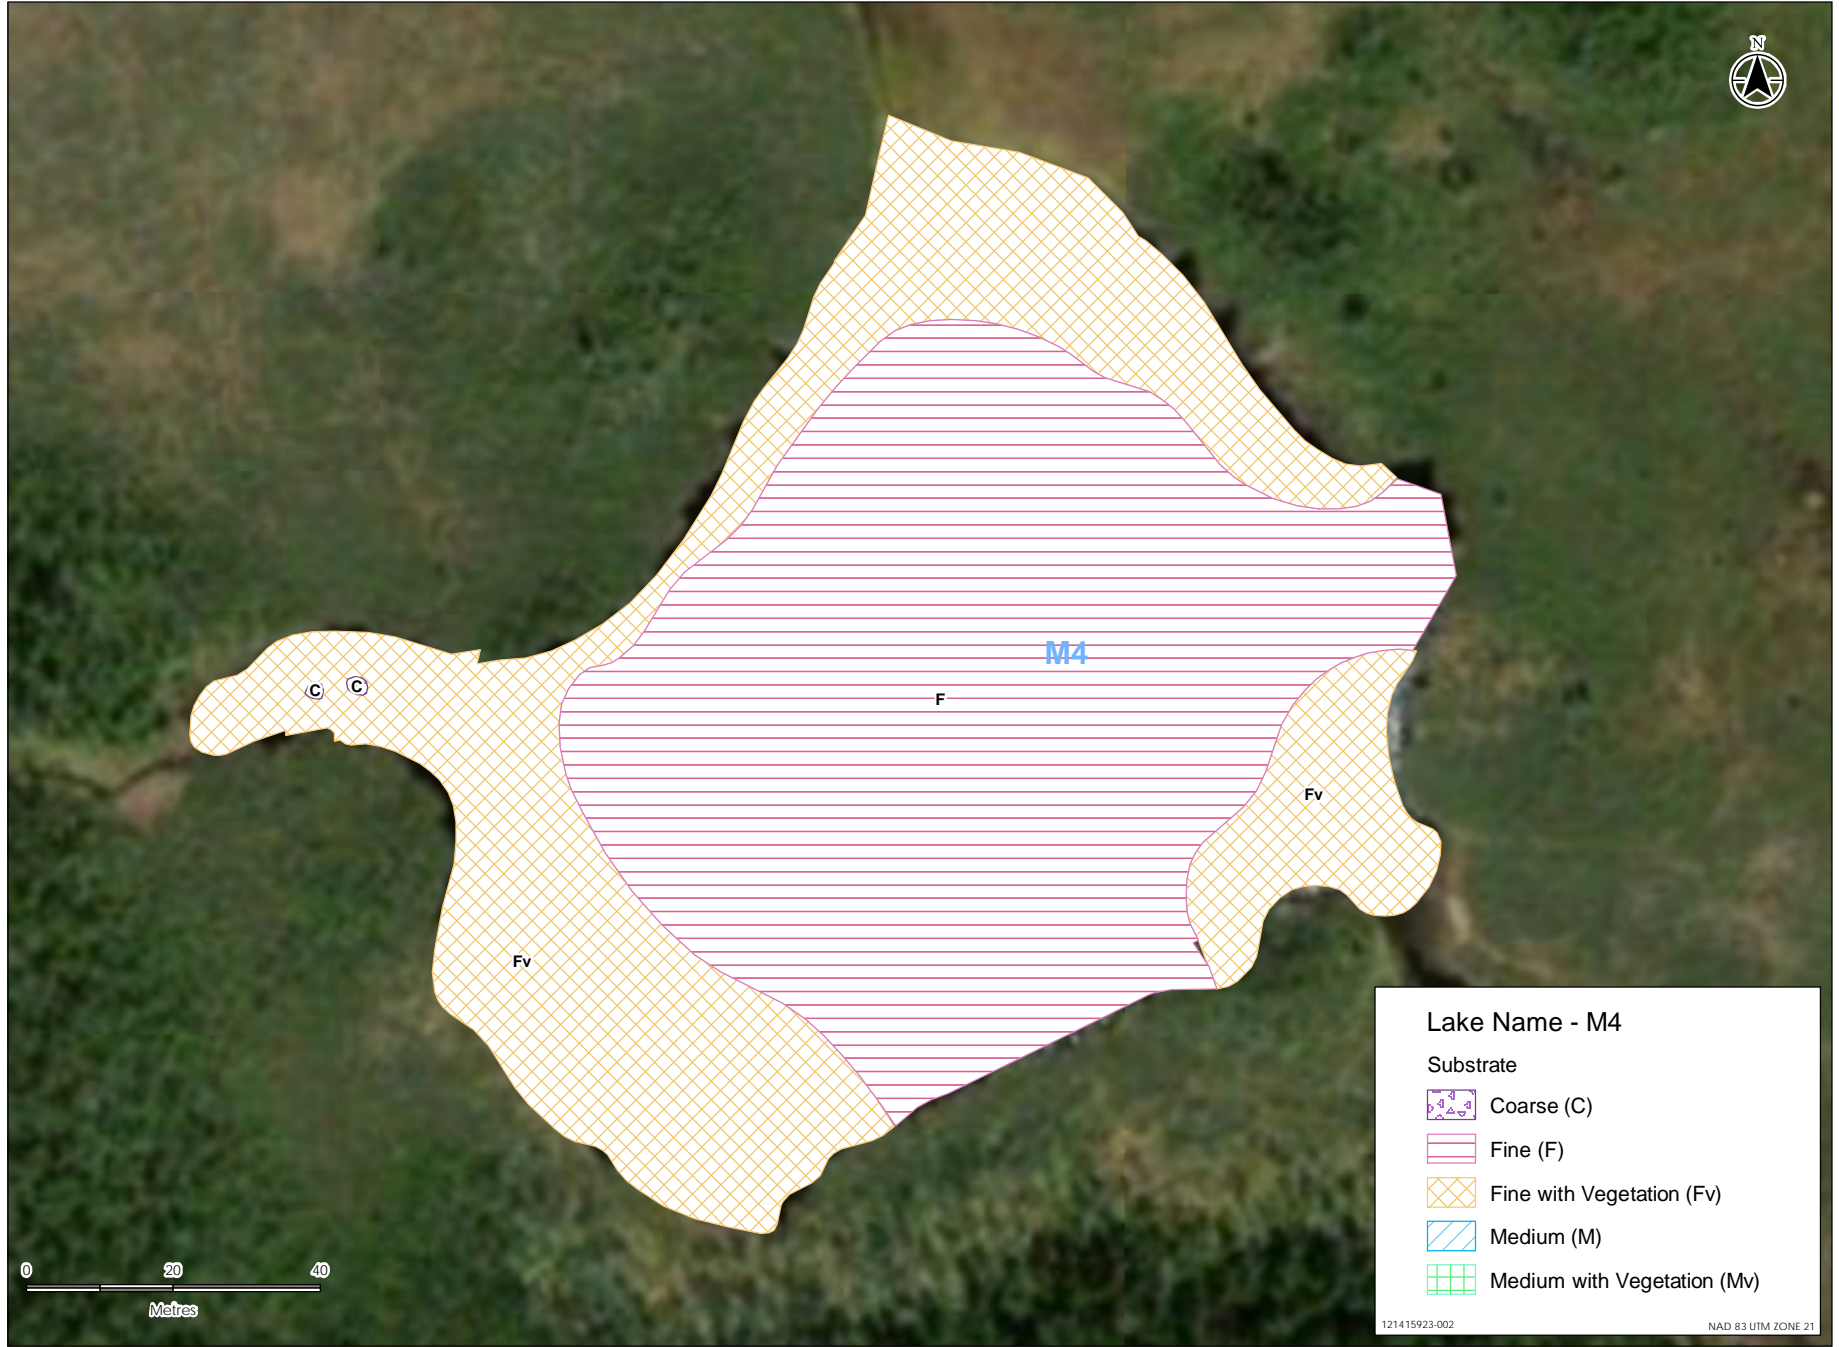 N
M4
C
C
F
Fv
Fv
0 20 40
Metres
Lake Name - M4
Substrate
Coarse (C)
Fine (F)
Fine with Vegetation (Fv)
Medium (M)
Medium with Vegetation (Mv)
121415923-002
NAD 83 UTM ZONE 21